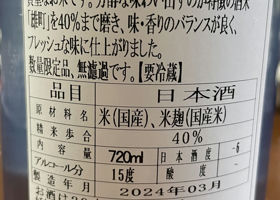 「雄町」を40%まで磨き、味・香りのバランスが良く、
フレッシュな味に仕上がりました。
数量限定品、無濾過です。【要冷蔵】
品目 日本酒
原材料名 米(国産)、米麹(国産米)
精米歩合 40%
内容量 720ml 日本酒度 -6
アルコール分 15度 酸度 -
製造年月 2024年03月